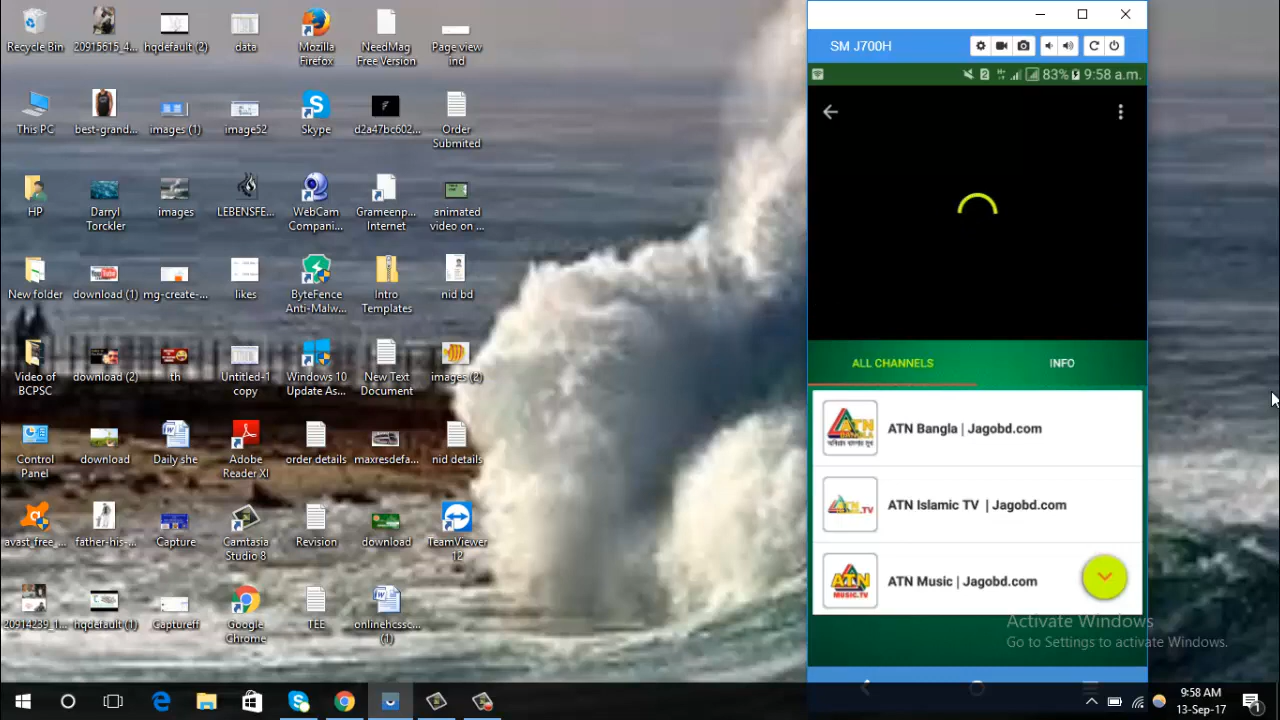 Recycle Bin
20915615_4...
hqdefault (2)
data
Mozilla
Firefox
NeedMag
Free Version
Page view
ind
This PC
best-grand...
images (1)
image52
Skype
d2a47bc602...
Order
Submited
HP
Darryl
Torckler
images
LEBENSFE...
WebCam
Compani...
Grameenp...
Internet
animated
video on ...
New folder
download (1)
mg-create-...
likes
ByteFence
Anti-Malw...
Intro
Templates
nid bd
Video of
BCPSC
download (2)
th
Untitled-1
copy
Windows 10
Update As...
New Text
Document
images (2)
Control
Panel
download
Daily she
Adobe
Reader XI
order details
maxresdefa...
nid details
avast_free_...
father-his-...
Capture
Camtasia
Studio 8
Revision
download
TeamViewer
12
20914239_1...
hqdefault (1)
Captureff
Google
Chrome
TEE
onlinehcssc...
(1)
SM J700H
83% 9:58 a.m.
ALL CHANNELS
INFO
ATN Bangla | Jagobd.com
ATN Islamic TV | Jagobd.com
ATN Music | Jagobd.com
Activate Windows
Go to Settings to activate Windows.
9:58 AM
13-Sep-17